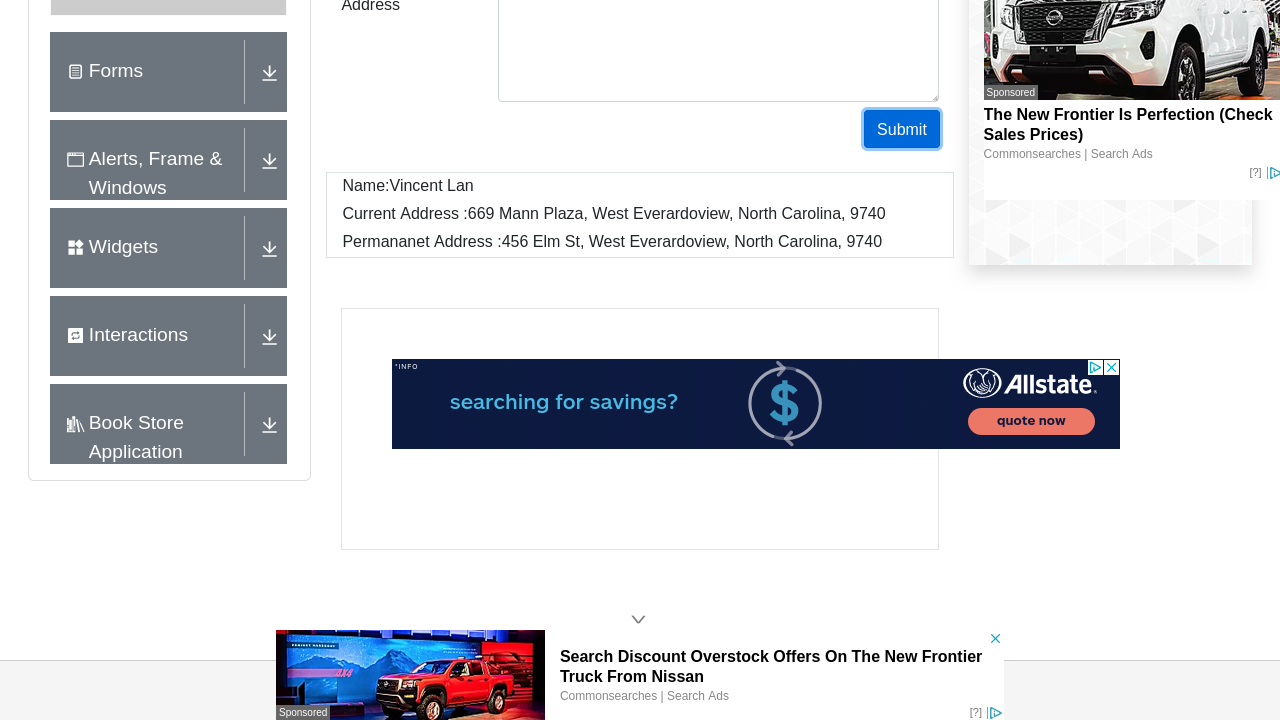 Address
Forms
Alerts, Frame &
Windows
Widgets
Interactions
Book Store
Application
Submit
Name:Vincent Lan
Current Address :669 Mann Plaza, West Everardoview, North Carolina, 9740
Permananet Address :456 Elm St, West Everardoview, North Carolina, 9740
Sponsored
The New Frontier Is Perfection (Check
Sales Prices)
Commonsearches | Search Ads
[?]
*INFO
searching for savings?
$
Allstate
quote now
Sponsored
Search Discount Overstock Offers On The New Frontier
Truck From Nissan
Commonsearches | Search Ads
[?]